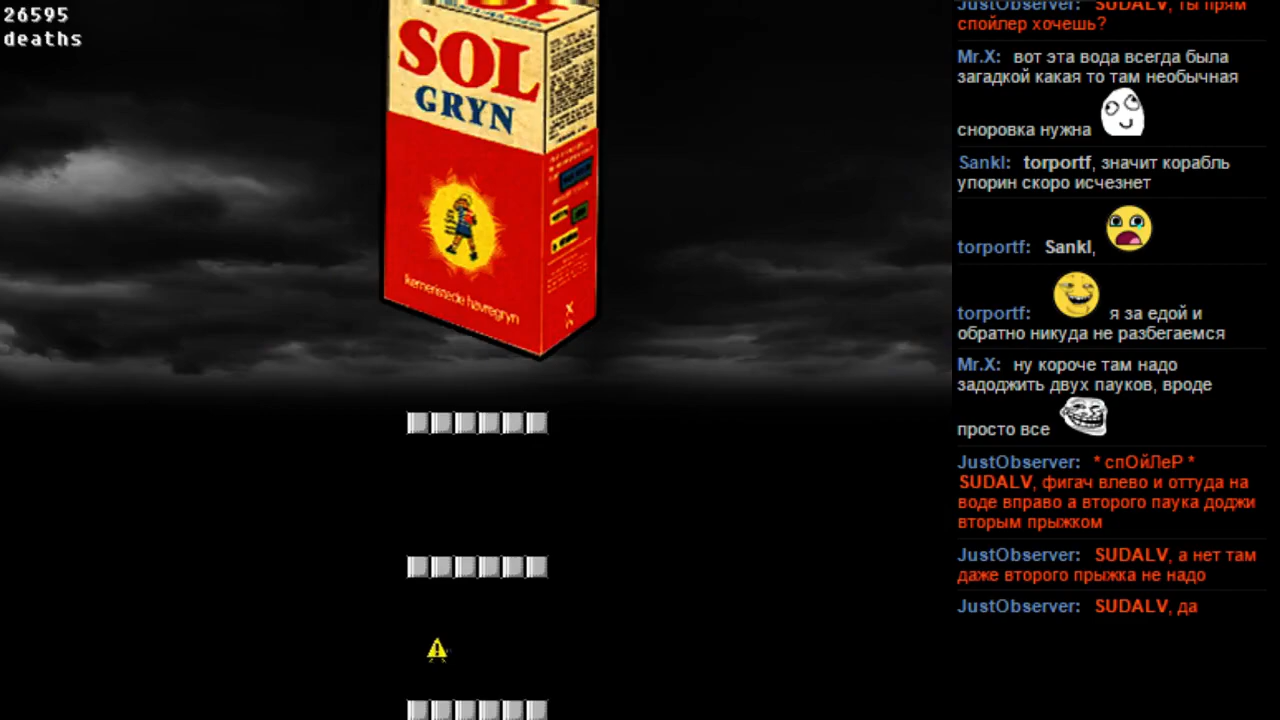 26595
deaths
SOL
GRYN
kerneristede havregryn
JustObserver: SUDALV, ты прям
спойлер хочешь?
Mr.X: вот эта вода всегда была
загадкой какая то там необычная
сноровка нужна
Sankl: torportf, значит корабль
упорин скоро исчезнет
torportf: Sankl,
torportf: я за едой и
обратно никуда не разбегаемся
Mr.X: ну короче там надо
задоджить двух пауков, вроде
просто все
JustObserver: * спОйЛеР *
SUDALV, фигач влево и оттуда на
воде вправо а второго паука доджи
вторым прыжком
JustObserver: SUDALV, а нет там
даже второго прыжка не надо
JustObserver: SUDALV, да